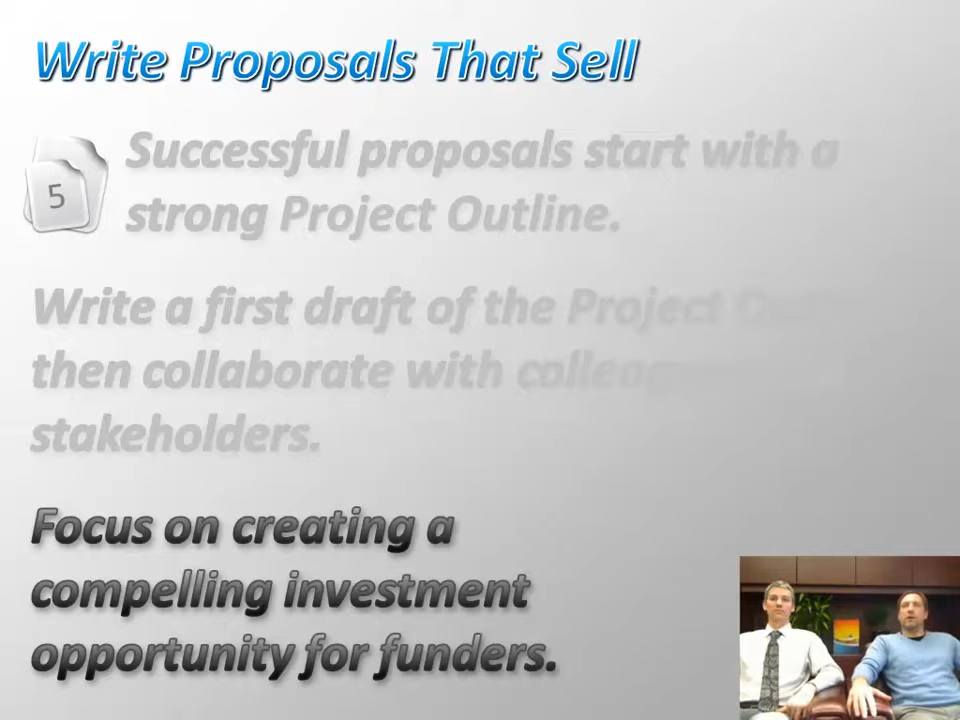 Write Proposals That Sell
5
Successful proposals start with a
strong Project Outline.
Write a first draft of the Project
then collaborate with
stakeholders.
Focus on creating a
compelling investment
opportunity for funders.